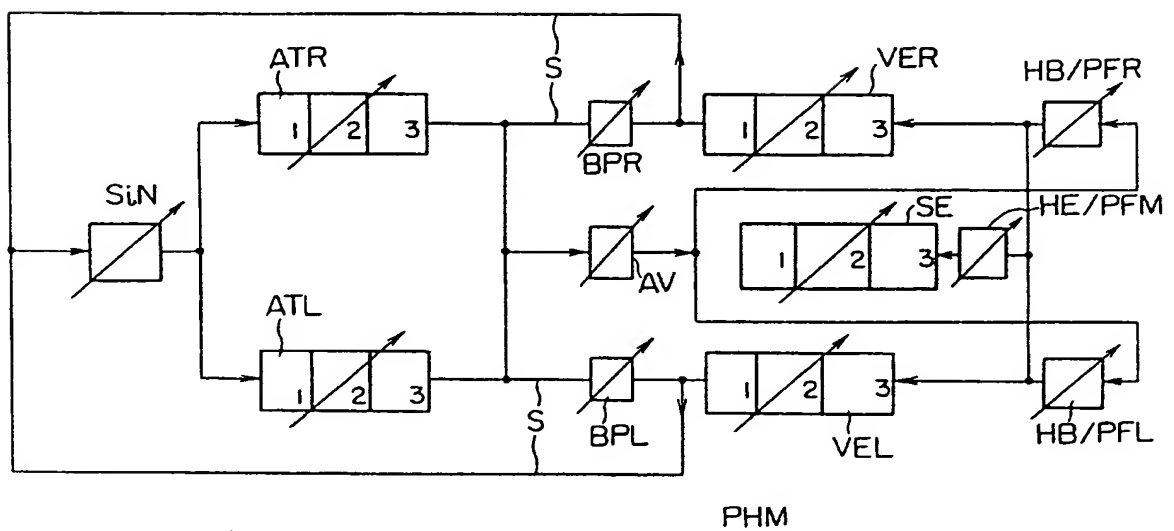 ATR
1 2 3
S
BPR
VER
1 2 3
HB/PFR
SiN
AV
SE
1 2 3
HE/PFM
ATL
1 2 3
S
BPL
1 2 3
VEL
HB/PFL
PHM